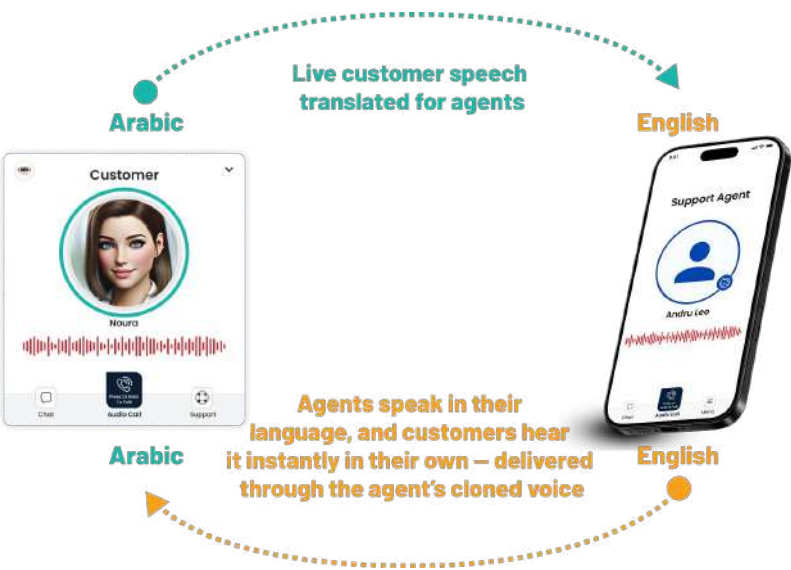 Live customer speech
translated for agents
Arabic
English
Customer
Noura
Chat
Audio Call
Support
Support Agent
Andru Leo
Chat
Audio Call
Agents speak in their
language, and customers hear
it instantly in their own – delivered
through the agent's cloned voice
Arabic
English